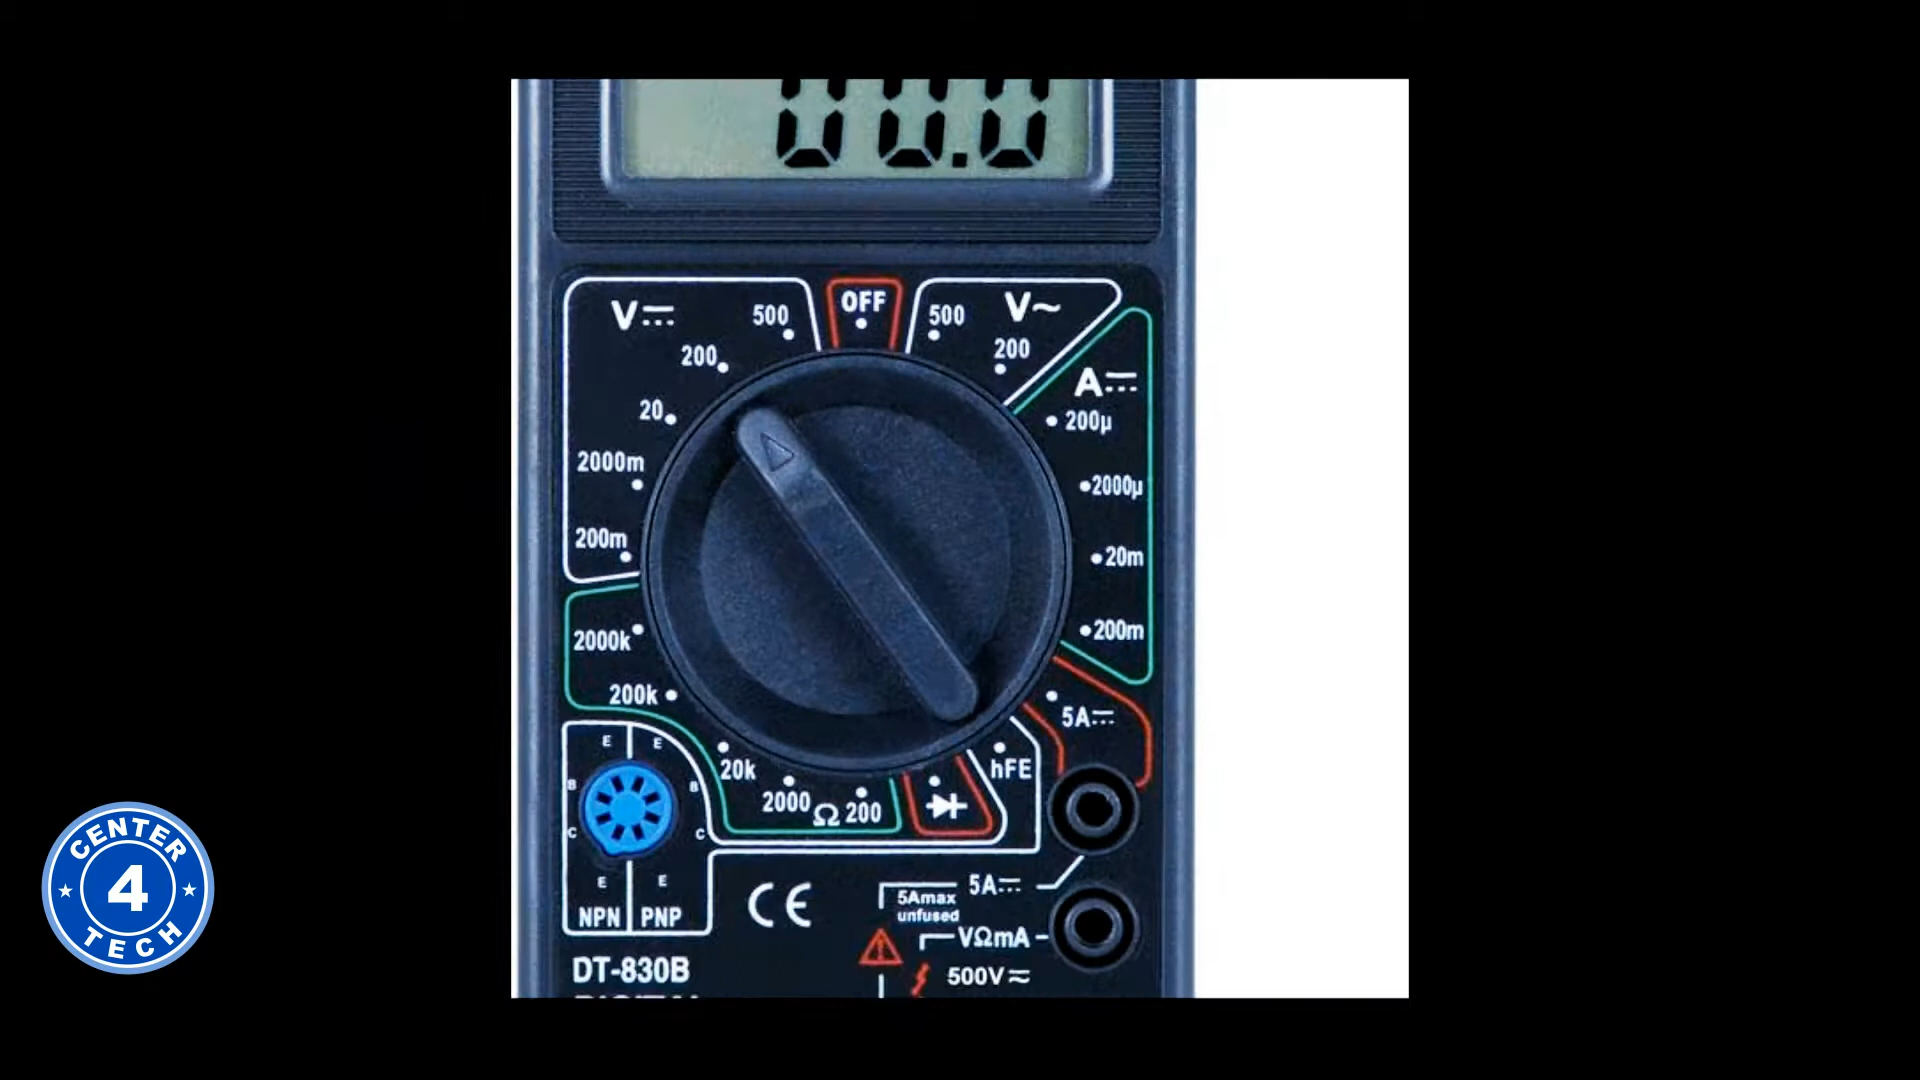 00.0
V
500
OFF
500
V~
200
200
A
20
200µ
2000m
2000µ
200m
20m
2000k
200m
200k
5A
E E
20k
hFE
B B
2000 Ω 200
C C
E E
5A
5Amax
unfused
NPN PNP
CE
VΩmA
DT-830B
500V
CENTER
4
TECH